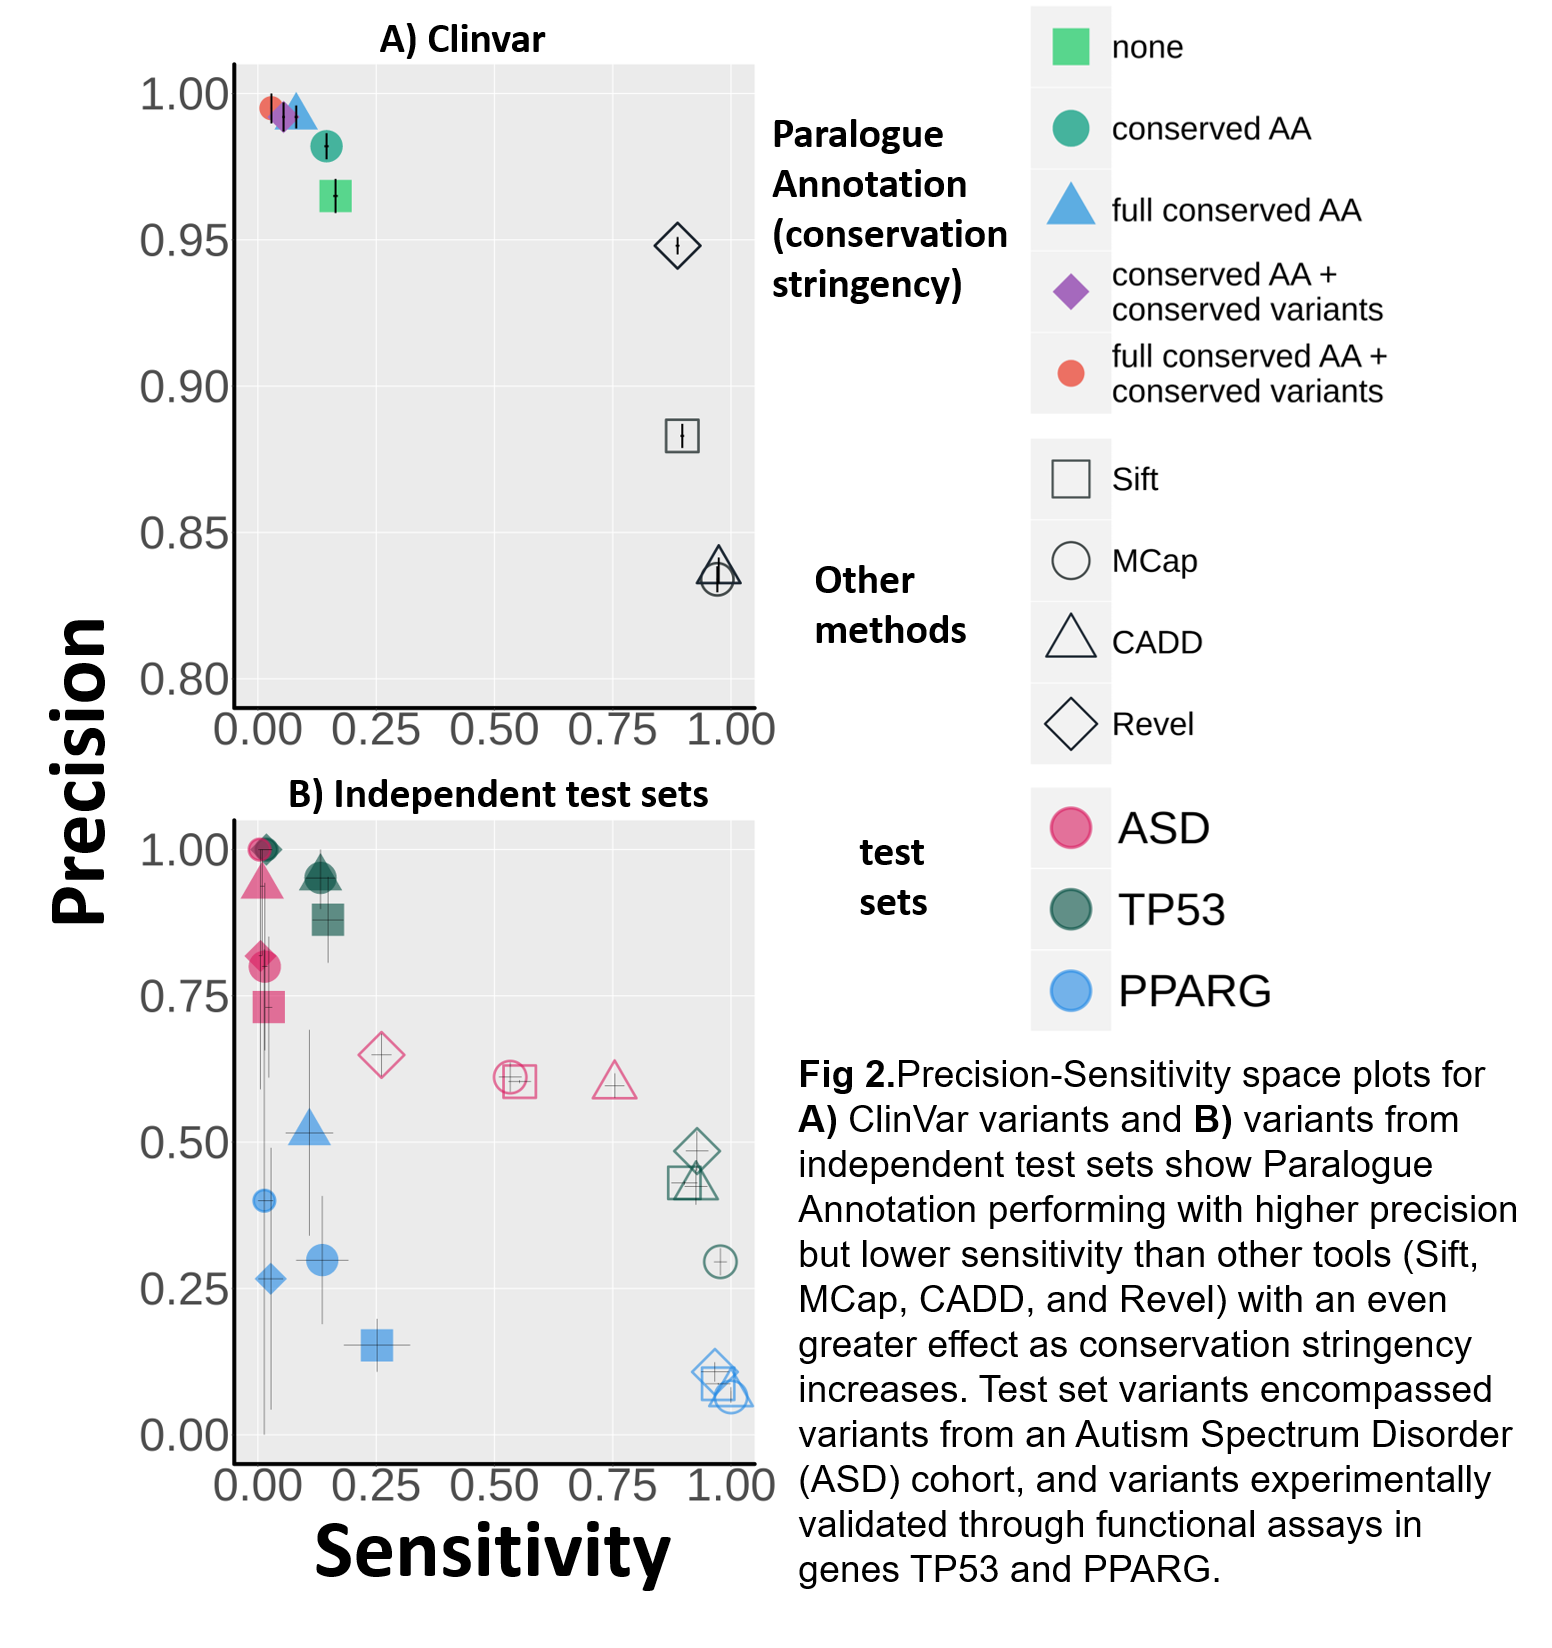 A) Clinvar
1.00
0.95
0.90
0.85
0.80
0.00 0.25 0.50 0.75 1.00
Precision
B) Independent test sets
1.00
0.75
0.50
0.25
0.00
0.00 0.25 0.50 0.75 1.00
Sensitivity
Paralogue
Annotation
(conservation
stringency)
none
conserved AA
full conserved AA
conserved AA +
conserved variants
full conserved AA +
conserved variants
Other
methods
Sift
MCap
CADD
Revel
test
sets
ASD
TP53
PPARG
Fig 2.Precision-Sensitivity space plots for
A) ClinVar variants and B) variants from
independent test sets show Paralogue
Annotation performing with higher precision
but lower sensitivity than other tools (Sift,
MCap, CADD, and Revel) with an even
greater effect as conservation stringency
increases. Test set variants encompassed
variants from an Autism Spectrum Disorder
(ASD) cohort, and variants experimentally
validated through functional assays in
genes TP53 and PPARG.